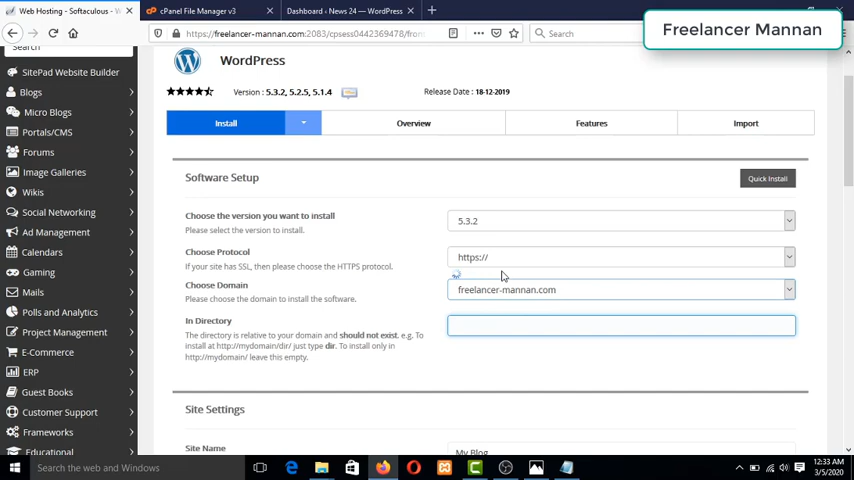 Web Hosting - Softaculous - W
cPanel File Manager v3
Dashboard ‹ News 24 — WordPress
Freelancer Mannan
https://freelancer-mannan.com:2083/cpsess0442369478/fron
Search
Search
SitePad Website Builder
Blogs
Micro Blogs
Portals/CMS
Forums
Image Galleries
Wikis
Social Networking
Ad Management
Calendars
Gaming
Mails
Polls and Analytics
Project Management
E-Commerce
ERP
Guest Books
Customer Support
Frameworks
Educational
WordPress
Version : 5.3.2, 5.2.5, 5.1.4
Release Date : 18-12-2019
Install
Overview
Features
Import
Software Setup
Quick Install
Choose the version you want to install
Please select the version to install.
5.3.2
Choose Protocol
If your site has SSL, then please choose the HTTPS protocol.
https://
Choose Domain
Please choose the domain to install the software.
freelancer-mannan.com
In Directory
The directory is relative to your domain and should not exist. e.g. To
install at http://mydomain/dir/ just type dir. To install only in
http://mydomain/ leave this empty.
Site Settings
Site Name
My Blog
Search the web and Windows
12:33 AM
3/5/2020